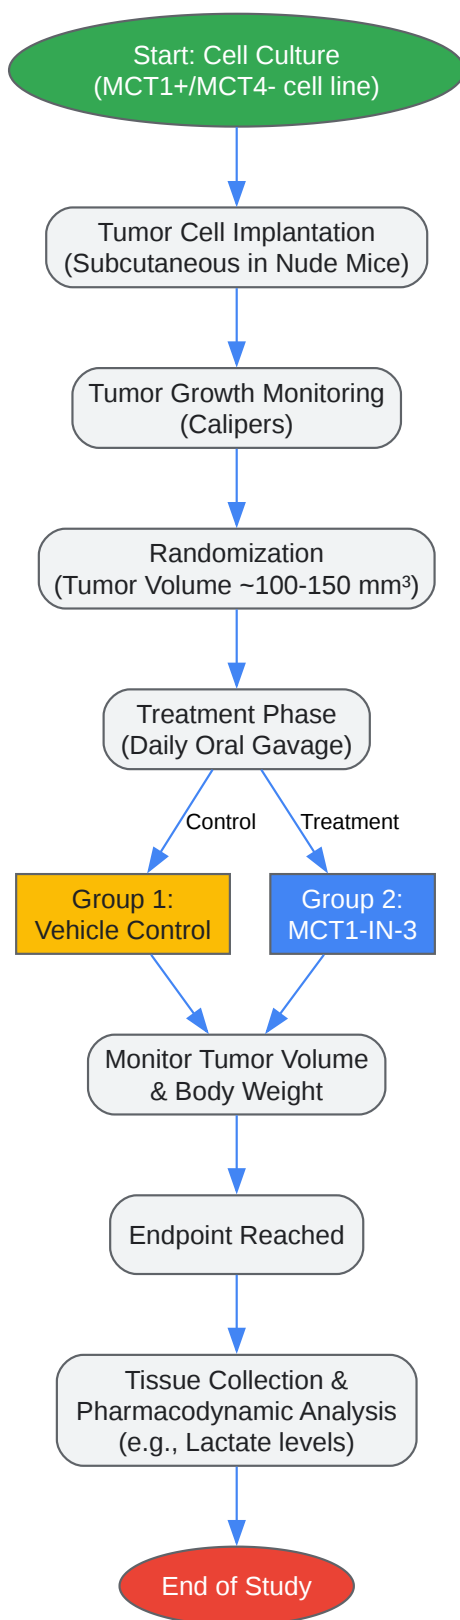 Start: Cell Culture
(MCT1+/MCT4- cell line)
Tumor Cell Implantation
(Subcutaneous in Nude Mice)
Tumor Growth Monitoring
(Calipers)
Randomization
(Tumor Volume ~100-150 mm³)
Treatment Phase
(Daily Oral Gavage)
Control
Treatment
Group 1:
Vehicle Control
Group 2:
MCT1-IN-3
Monitor Tumor Volume
& Body Weight
Endpoint Reached
Tissue Collection &
Pharmacodynamic Analysis
(e.g., Lactate levels)
End of Study